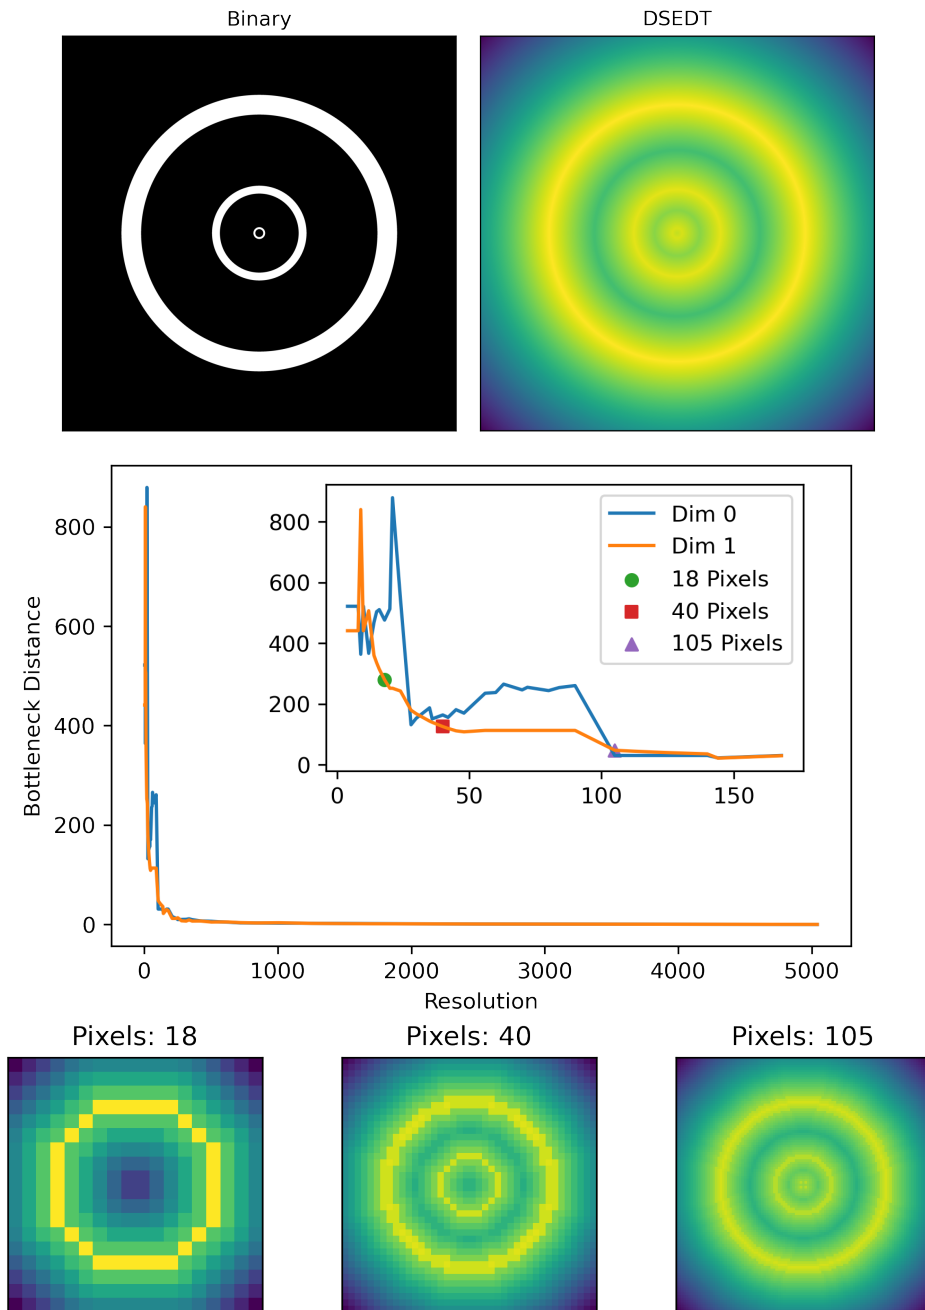 Binary
DSEDT
Bottleneck Distance
800
600
400
200
0
0
1000
2000
3000
4000
5000
Resolution
800
600
400
200
0
0
50
100
150
Dim 0
Dim 1
18 Pixels
40 Pixels
105 Pixels
Pixels: 18
Pixels: 40
Pixels: 105